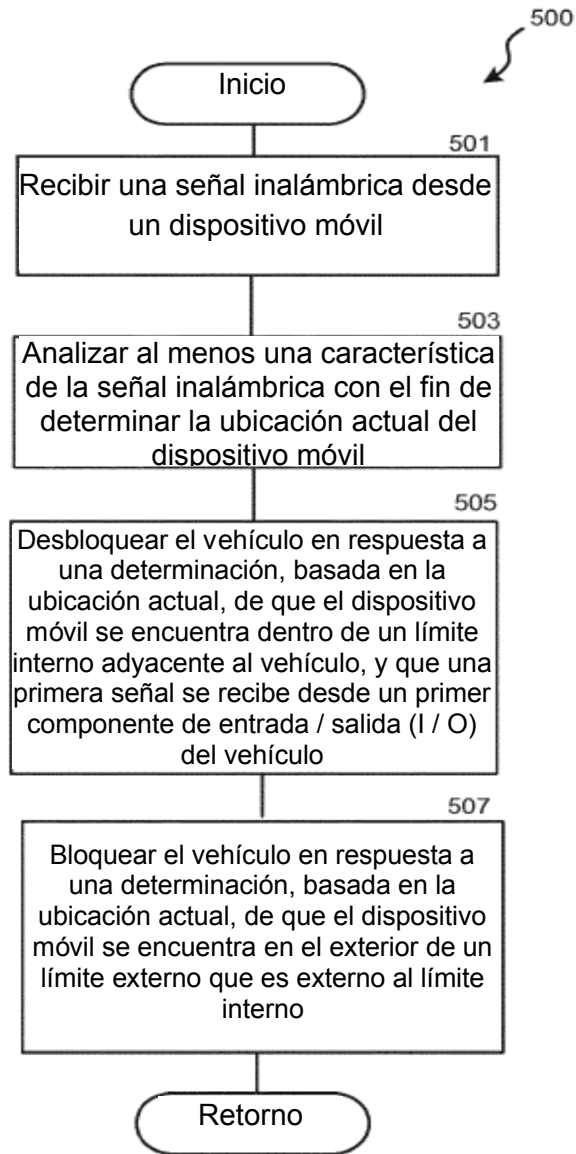 500
Inicio
501
Recibir una señal inalámbrica desde
un dispositivo móvil
503
Analizar al menos una característica
de la señal inalámbrica con el fin de
determinar la ubicación actual del
dispositivo móvil
505
Desbloquear el vehículo en respuesta a
una determinación, basada en la
ubicación actual, de que el dispositivo
móvil se encuentra dentro de un límite
interno adyacente al vehículo, y que una
primera señal se recibe desde un primer
componente de entrada / salida (I / O)
del vehículo
507
Bloquear el vehículo en respuesta a
una determinación, basada en la
ubicación actual, de que el dispositivo
móvil se encuentra en el exterior de un
límite externo que es externo al límite
interno
Retorno